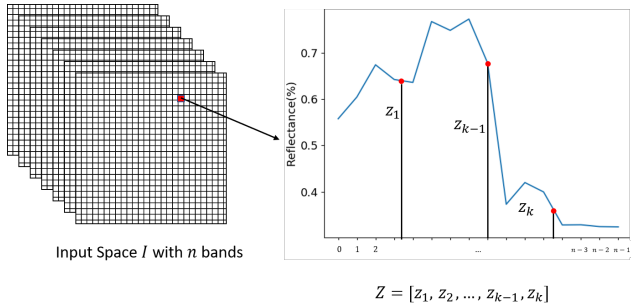 0.7
0.6
0.5
0.4
Reflectance(%)
z₁
zₖ₋₁
zₖ
0 1 2 ... n−3 n−2 n−1
Input Space I with n bands
Z = [z₁, z₂, ..., zₖ₋₁, zₖ]